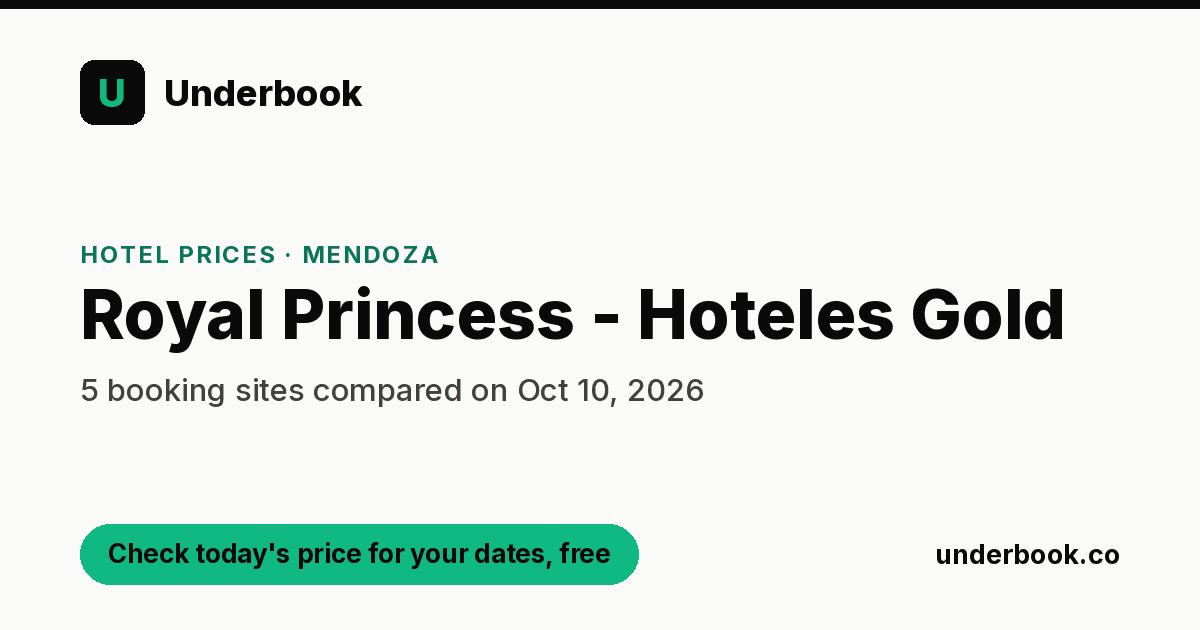 U Underbook
HOTEL PRICES · MENDOZA
Royal Princess - Hoteles Gold
5 booking sites compared on Oct 10, 2026
Check today's price for your dates, free
underbook.co